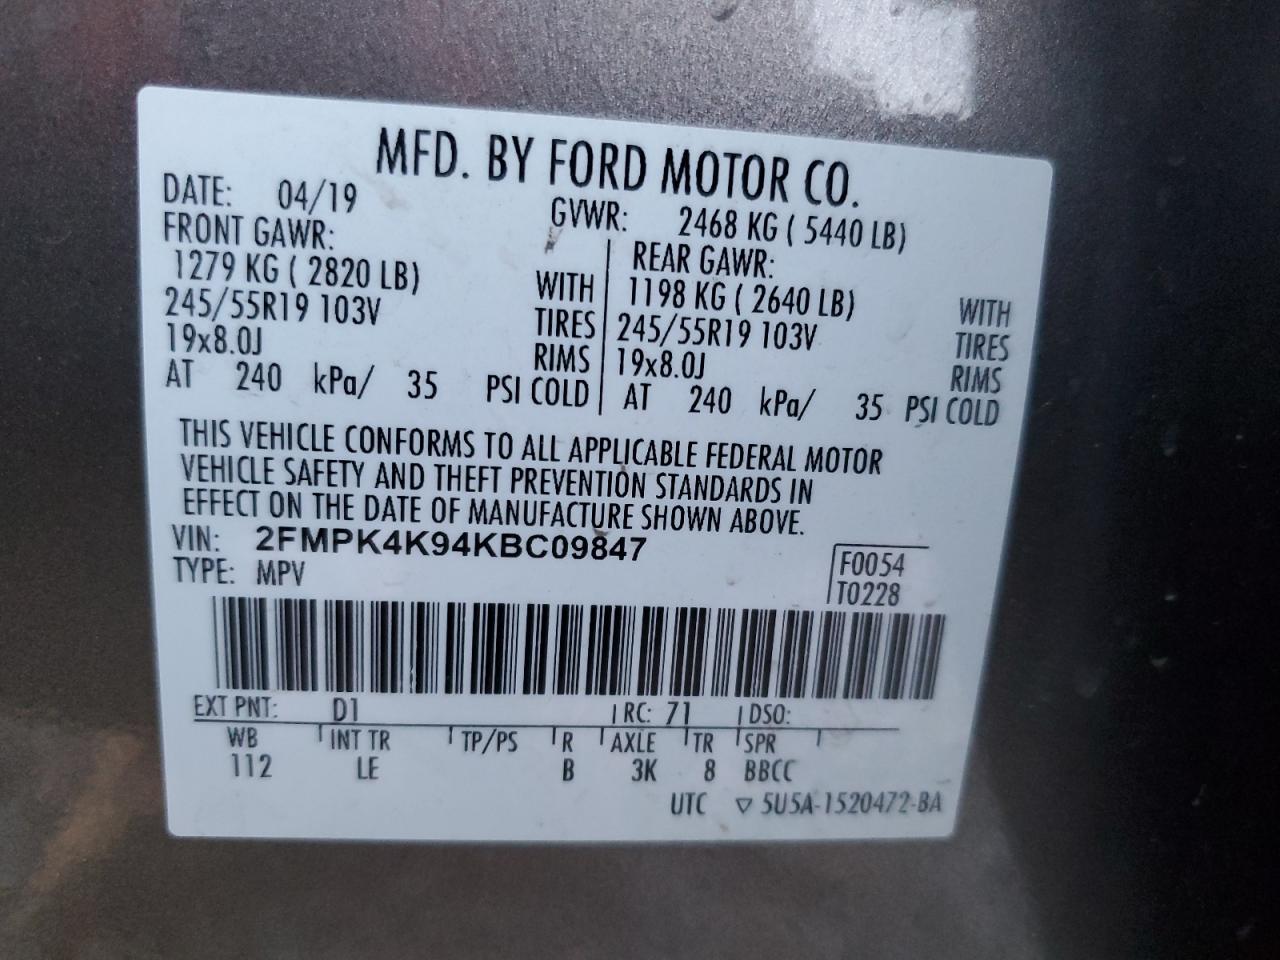 MFD. BY FORD MOTOR CO.
DATE: 04/19 GVWR: 2468 KG ( 5440 LB)
FRONT GAWR: REAR GAWR:
1279 KG ( 2820 LB) WITH 1198 KG ( 2640 LB) WITH
245/55R19 103V TIRES 245/55R19 103V TIRES
19x8.0J RIMS 19x8.0J RIMS
AT 240 kPa/ 35 PSI COLD AT 240 kPa/ 35 PSI COLD
THIS VEHICLE CONFORMS TO ALL APPLICABLE FEDERAL MOTOR
VEHICLE SAFETY AND THEFT PREVENTION STANDARDS IN
EFFECT ON THE DATE OF MANUFACTURE SHOWN ABOVE.
VIN: 2FMPK4K94KBC09847
F0054
TYPE: MPV
T0228
EXT PNT: D1 RC: 71 DSO:
WB INT TR TP/PS R AXLE TR SPR
112 LE B 3K 8 BBCC
UTC ▽ 5U5A-1520472-BA